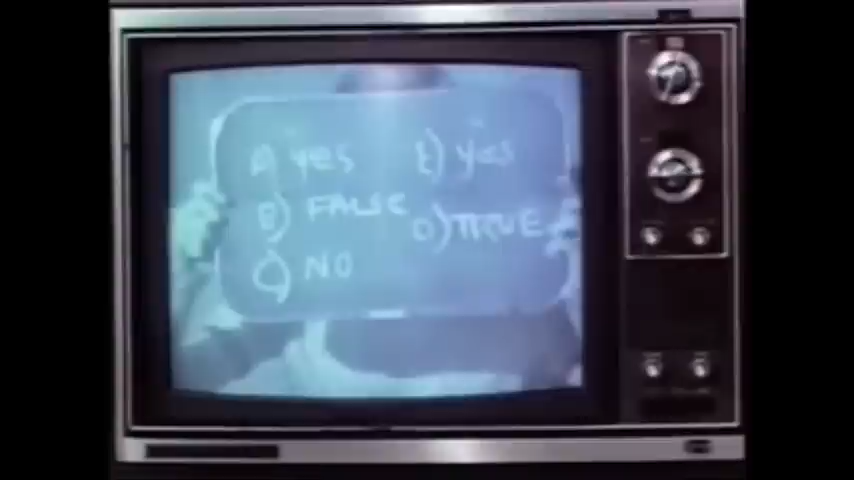 A) yes
B) FALSE
C) NO
E) yes
D) TRUE